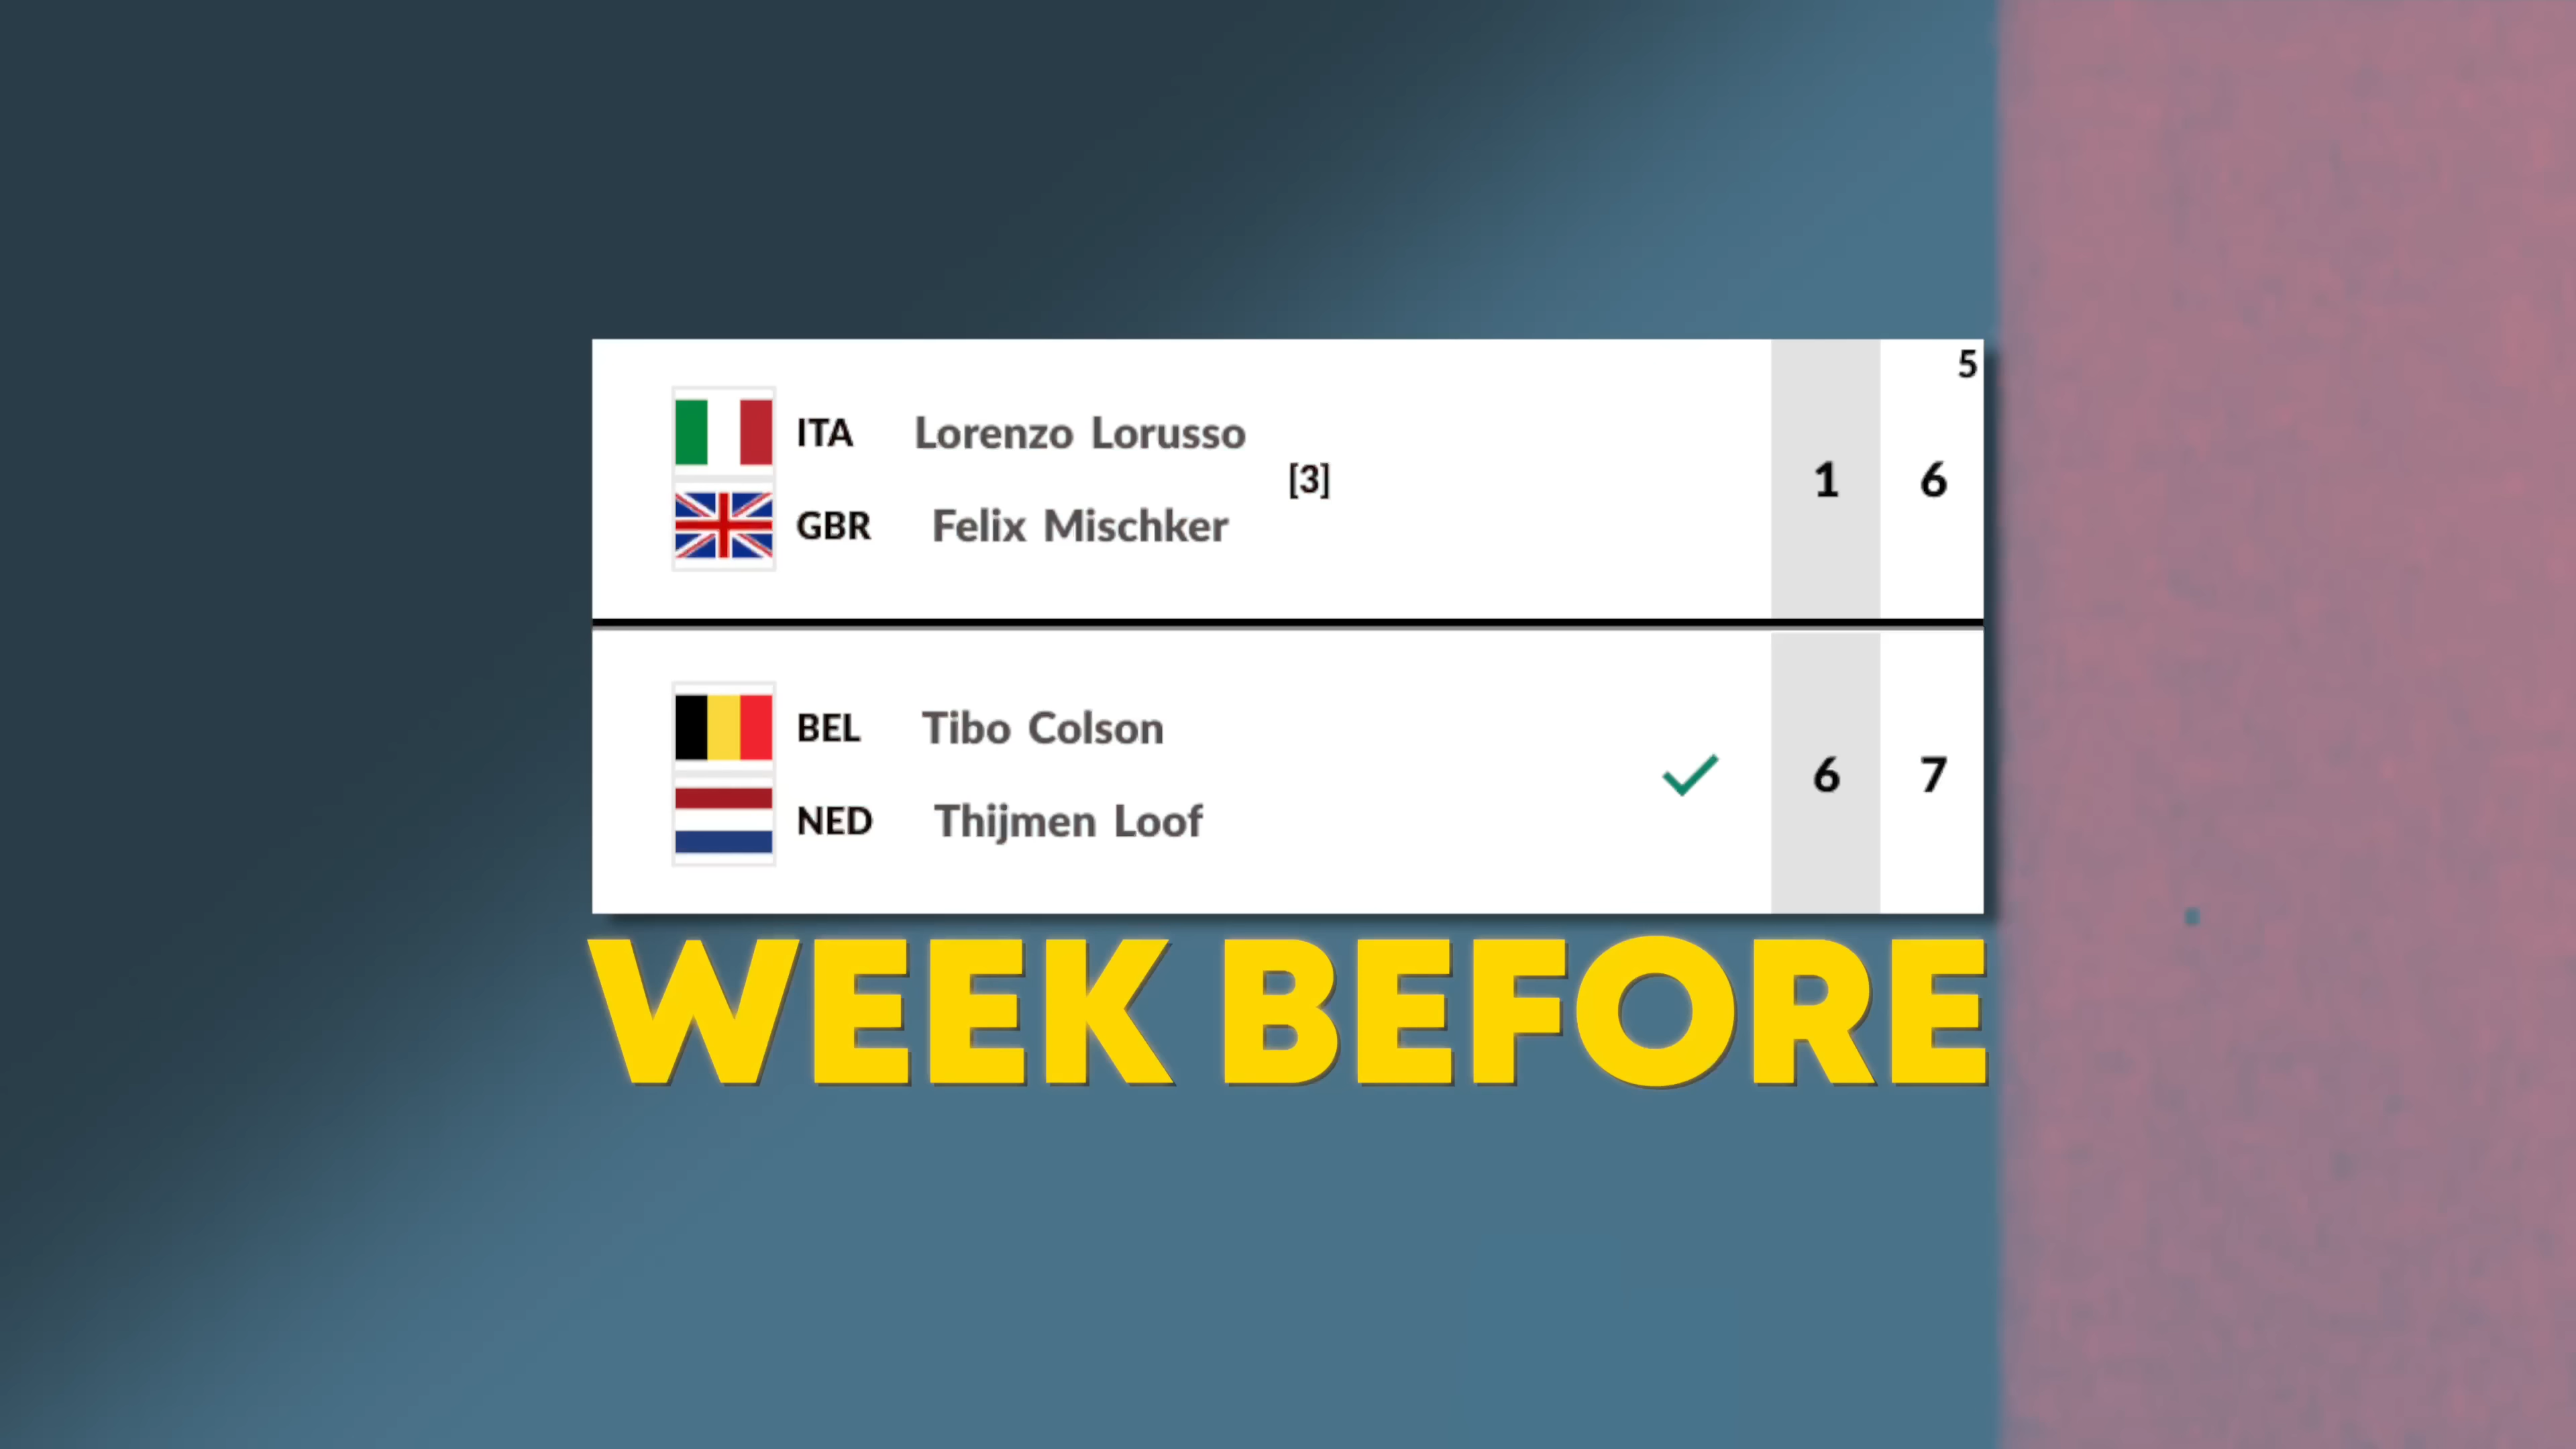 5
ITA Lorenzo Lorusso
[3] 1 6
GBR Felix Mischker
BEL Tibo Colson
6 7
NED Thijmen Loof
WEEK BEFORE